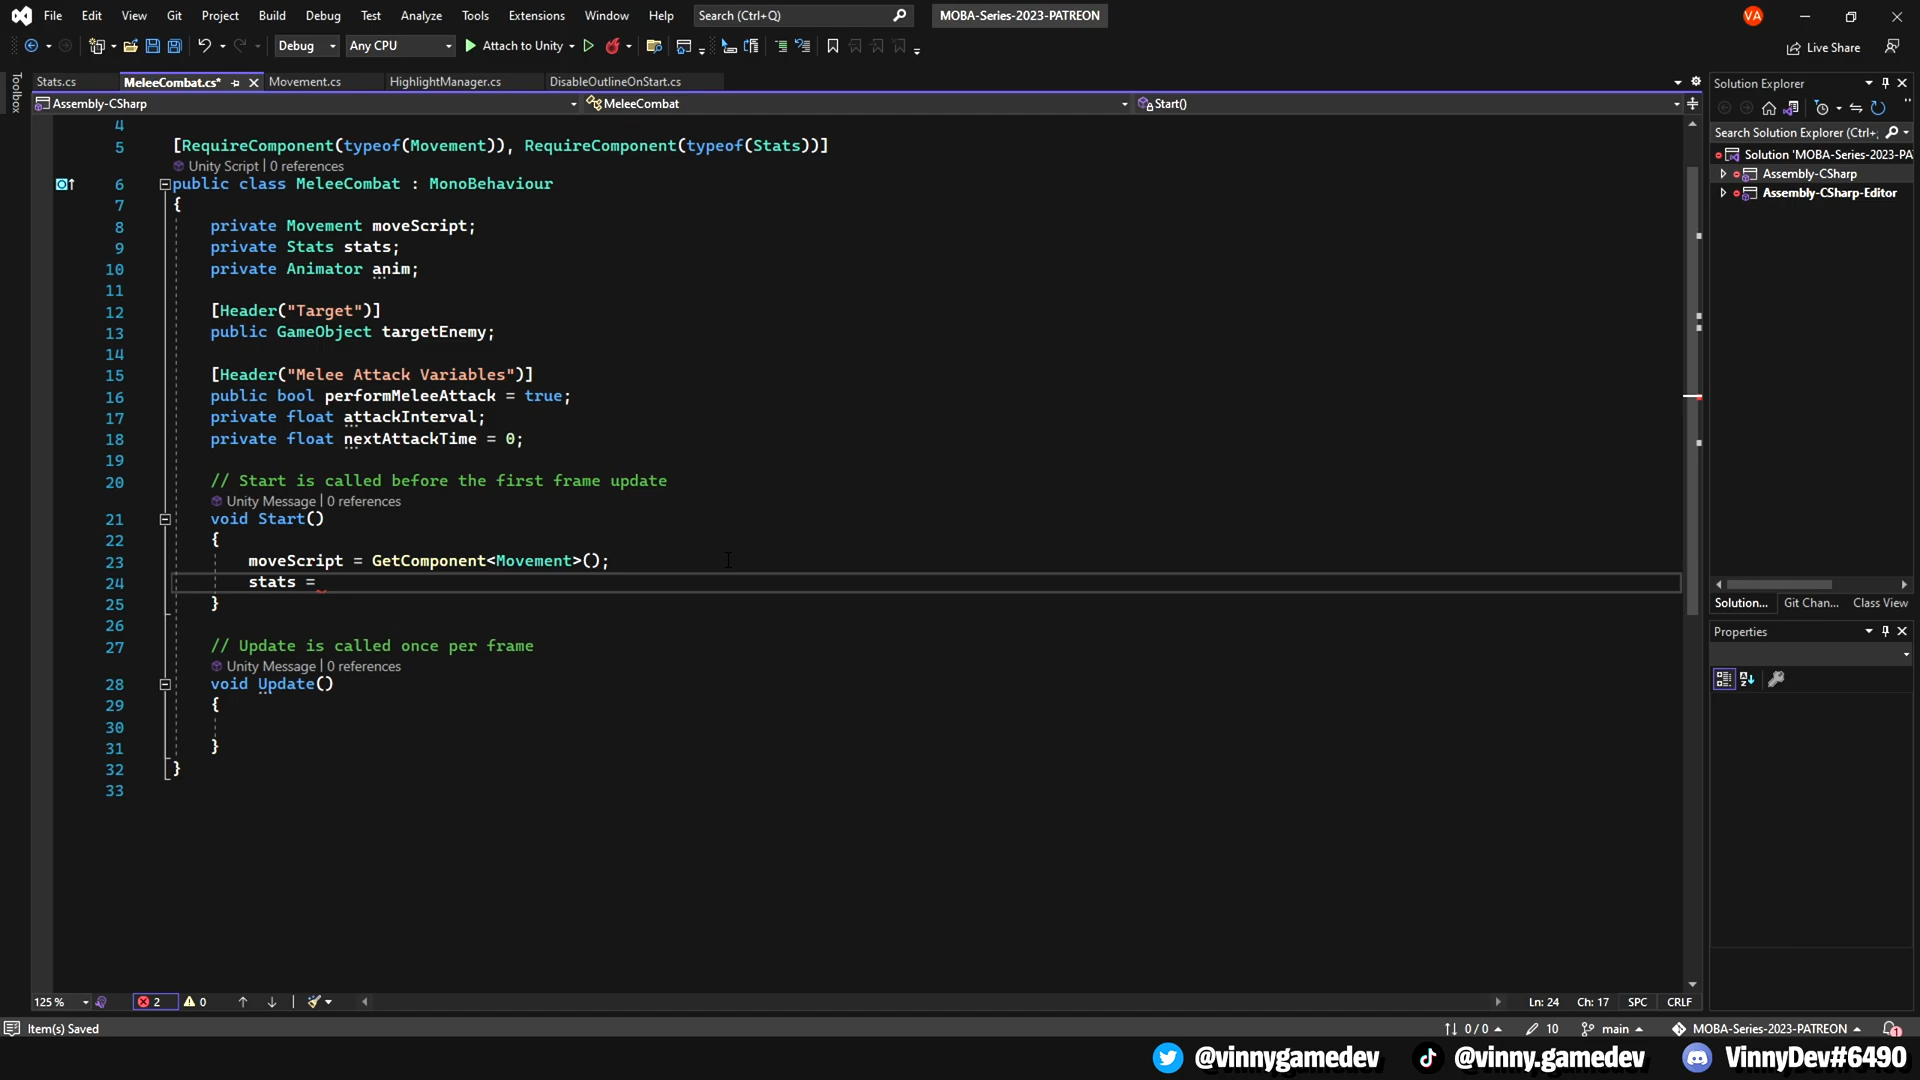 File Edit View Git Project Build Debug Test Analyze Tools Extensions Window Help Search (Ctrl+Q) MOBA-Series-2023-PATREON VA
Debug Any CPU Attach to Unity Live Share
Toolbox
Stats.cs MeleeCombat.cs* Movement.cs HighlightManager.cs DisableOutlineOnStart.cs
Assembly-CSharp MeleeCombat Start()
4
5 [RequireComponent(typeof(Movement)), RequireComponent(typeof(Stats))]
Unity Script | 0 references
6 public class MeleeCombat : MonoBehaviour
7 {
8 private Movement moveScript;
9 private Stats stats;
10 private Animator anim;
11
12 [Header("Target")]
13 public GameObject targetEnemy;
14
15 [Header("Melee Attack Variables")]
16 public bool performMeleeAttack = true;
17 private float attackInterval;
18 private float nextAttackTime = 0;
19
20 // Start is called before the first frame update
Unity Message | 0 references
21 void Start()
22 {
23 moveScript = GetComponent<Movement>();
24 stats =
25 }
26
27 // Update is called once per frame
Unity Message | 0 references
28 void Update()
29 {
30
31 }
32 }
33
Solution Explorer
Search Solution Explorer (Ctrl+;
Solution 'MOBA-Series-2023-PA
Assembly-CSharp
Assembly-CSharp-Editor
Solution... Git Chan... Class View
Properties
125 % 2 0 Ln: 24 Ch: 17 SPC CRLF
Item(s) Saved 0 / 0 10 main MOBA-Series-2023-PATREON 1
@vinnygamedev @vinny.gamedev VinnyDev#6490